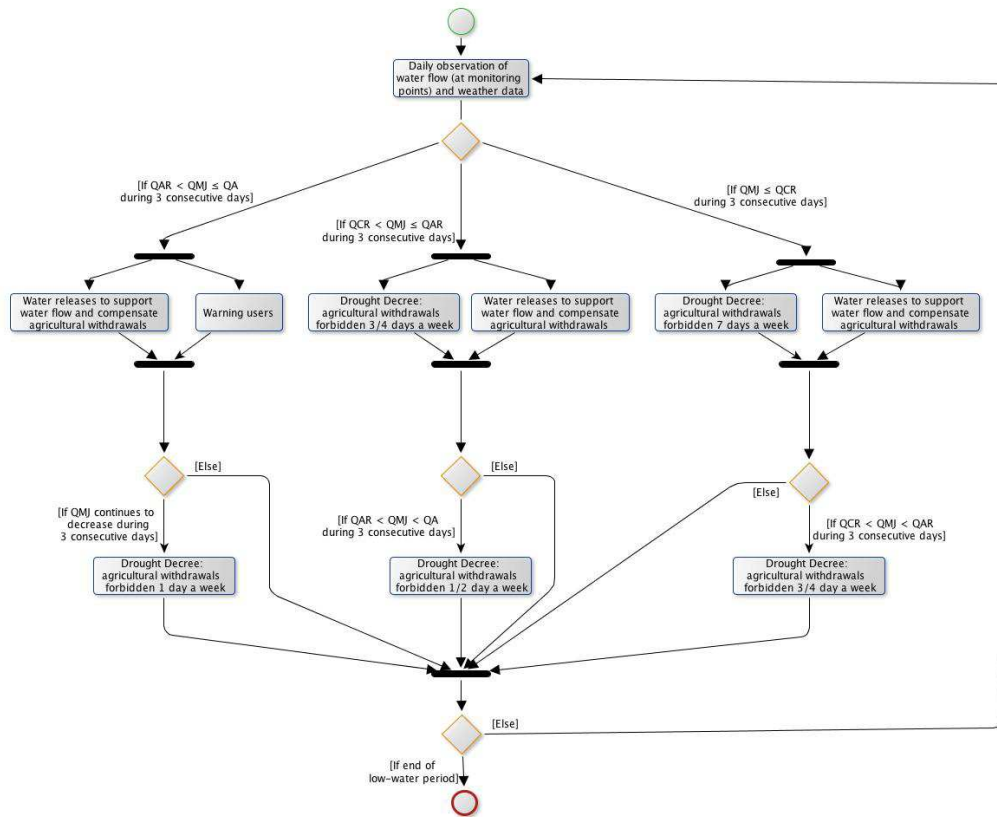 Daily observation of
water flow (at monitoring
points) and weather data
[If QAR < QMJ ≤ QA
during 3 consecutive days]
[If QCR < QMJ ≤ QAR
during 3 consecutive days]
[If QMJ ≤ QCR
during 3 consecutive days]
Water releases to support
water flow and compensate
agricultural withdrawals
Warning users
Drought Decree:
agricultural withdrawals
forbidden 3/4 days a week
Water releases to support
water flow and compensate
agricultural withdrawals
Drought Decree:
agricultural withdrawals
forbidden 7 days a week
Water releases to support
water flow and compensate
agricultural withdrawals
[Else]
[Else]
[Else]
[If QMJ continues to
decrease during
3 consecutive days]
[If QAR < QMJ < QA
during 3 consecutive days]
[If QCR < QMJ < QAR
during 3 consecutive days]
Drought Decree:
agricultural withdrawals
forbidden 1 day a week
Drought Decree:
agricultural withdrawals
forbidden 1/2 day a week
Drought Decree:
agricultural withdrawals
forbidden 3/4 day a week
[Else]
[If end of
low-water period]